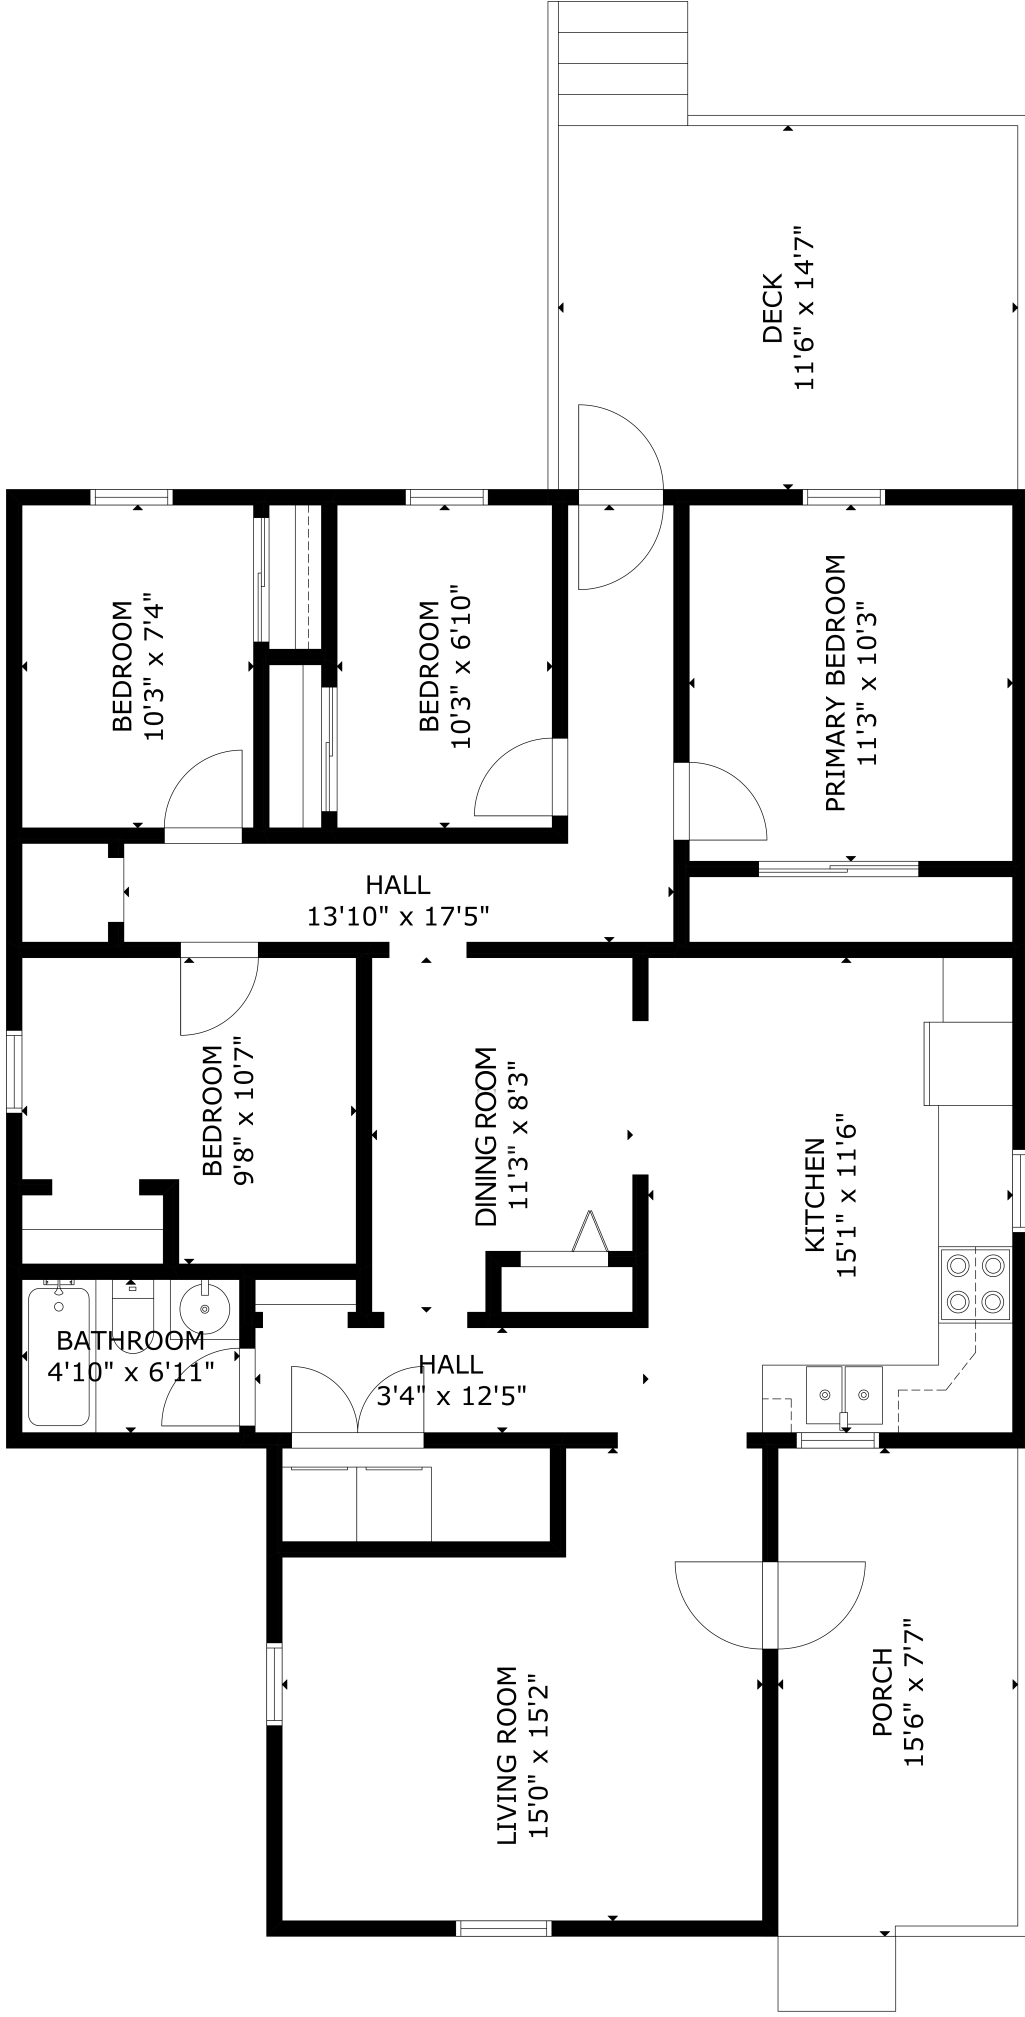 DECK
11'6" x 14'7"
BEDROOM
10'3" x 7'4"
BEDROOM
10'3" x 6'10"
PRIMARY BEDROOM
11'3" x 10'3"
HALL
13'10" x 17'5"
BEDROOM
9'8" x 10'7"
DINING ROOM
11'3" x 8'3"
KITCHEN
15'1" x 11'6"
BATHROOM
4'10" x 6'11"
HALL
3'4" x 12'5"
LIVING ROOM
15'0" x 15'2"
PORCH
15'6" x 7'7"